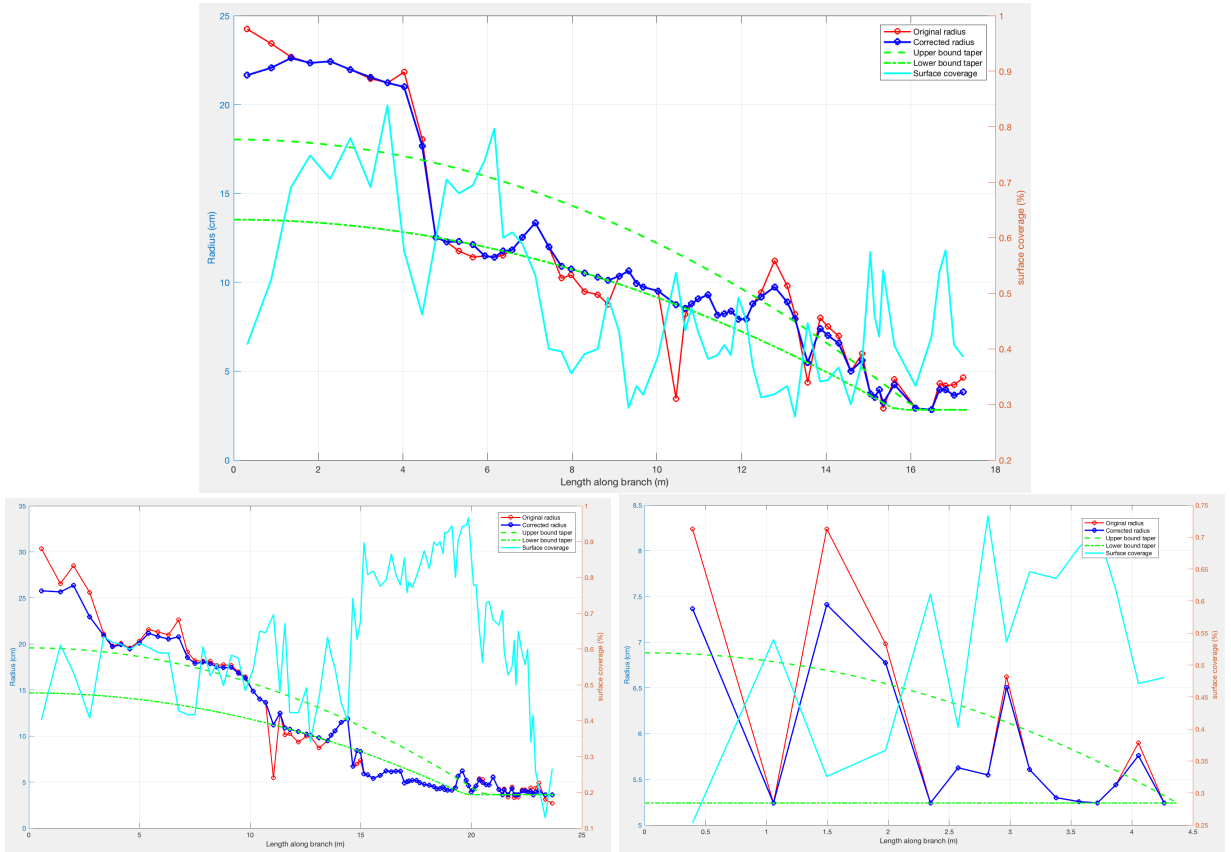 25
20
15
10
5
0
Radius (cm)
1
0.9
0.8
0.7
0.6
0.5
0.4
0.3
0.2
surface coverage (%)
Original radius
Corrected radius
Upper bound taper
Lower bound taper
Surface coverage
0 2 4 6 8 10 12 14 16 18
Length along branch (m)
35
30
25
20
15
10
5
0
Radius (cm)
1
0.9
0.8
0.7
0.6
0.5
0.4
0.3
0.2
0.1
surface coverage (%)
Original radius
Corrected radius
Upper bound taper
Lower bound taper
Surface coverage
0 5 10 15 20 25
Length along branch (m)
8.5
8
7.5
7
6.5
6
5.5
5
Radius (cm)
0.75
0.7
0.65
0.6
0.55
0.5
0.45
0.4
0.35
0.3
0.25
surface coverage (%)
Original radius
Corrected radius
Upper bound taper
Lower bound taper
Surface coverage
0 0.5 1 1.5 2 2.5 3 3.5 4 4.5
Length along branch (m)